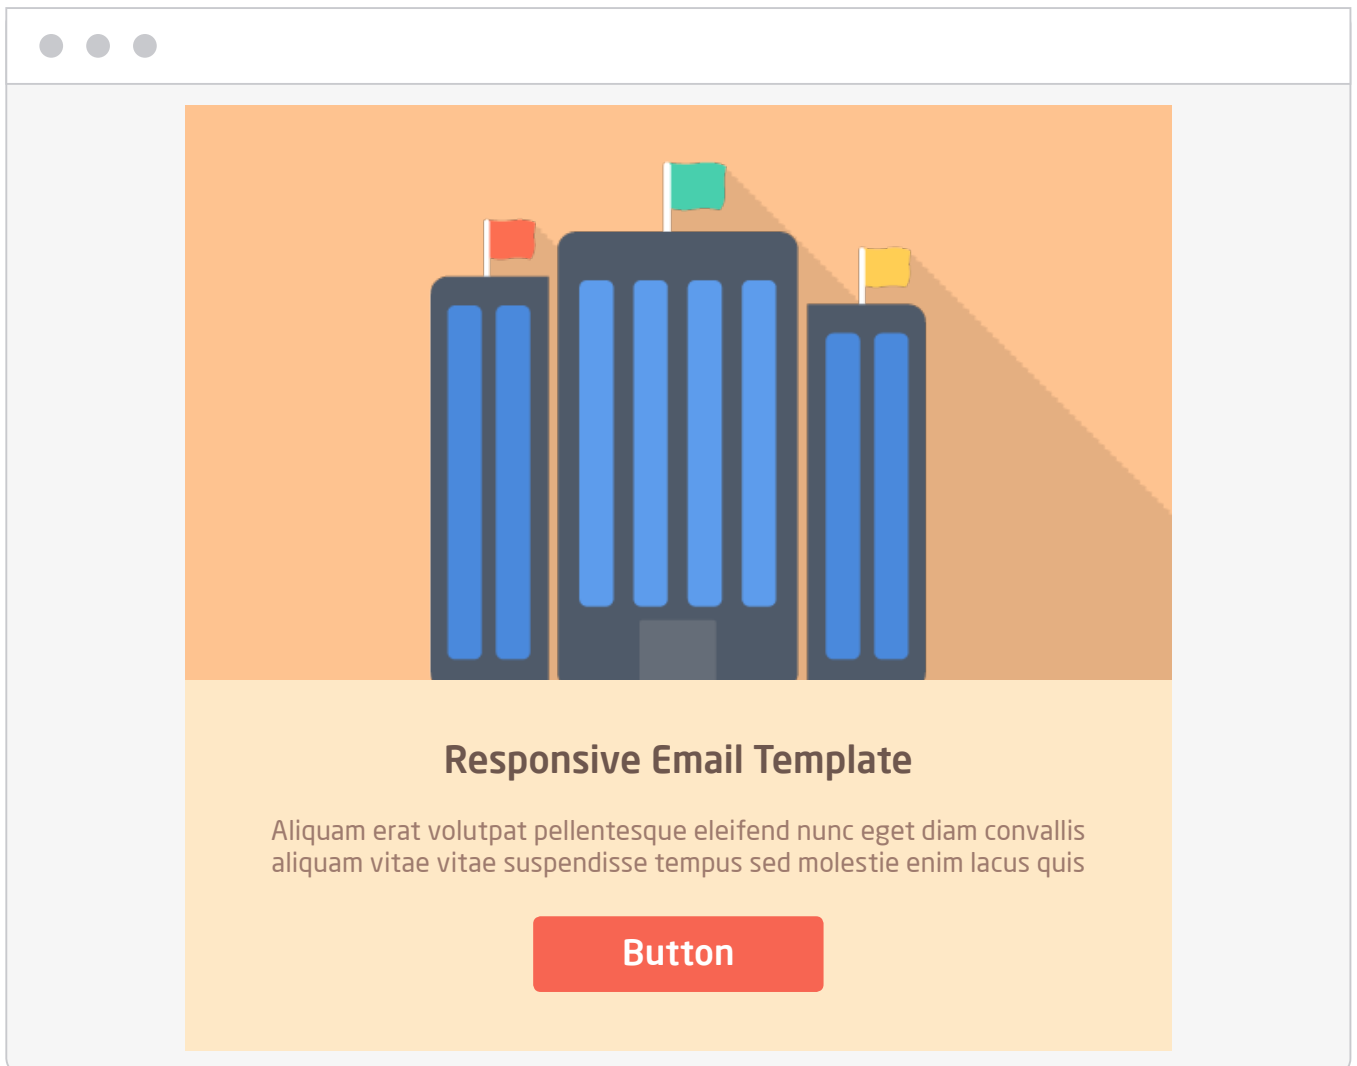 Responsive Email Template
Aliquam erat volutpat pellentesque eleifend nunc eget diam convallis
aliquam vitae vitae suspendisse tempus sed molestie enim lacus quis
Button